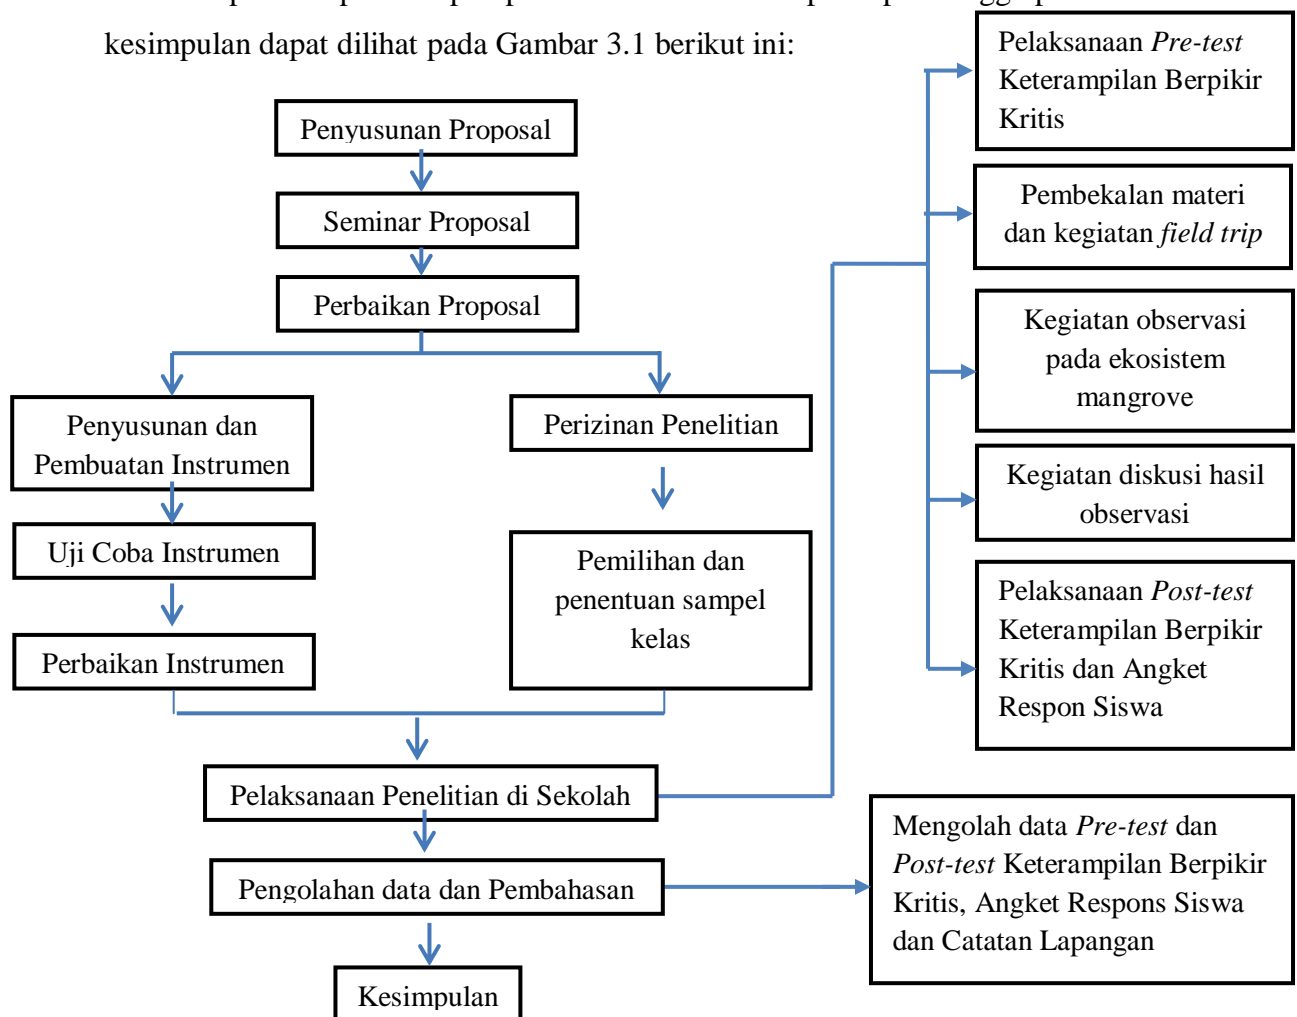 kesimpulan dapat dilihat pada Gambar 3.1 berikut ini:
Penyusunan Proposal
Seminar Proposal
Perbaikan Proposal
Penyusunan dan
Pembuatan Instrumen
Uji Coba Instrumen
Perbaikan Instrumen
Perizinan Penelitian
Pemilihan dan
penentuan sampel
kelas
Pelaksanaan Penelitian di Sekolah
Pelaksanaan Pre-test
Keterampilan Berpikir
Kritis
Pembekalan materi
dan kegiatan field trip
Kegiatan observasi
pada ekosistem
mangrove
Kegiatan diskusi hasil
observasi
Pelaksanaan Post-test
Keterampilan Berpikir
Kritis dan Angket
Respon Siswa
Pengolahan data dan Pembahasan
Mengolah data Pre-test dan
Post-test Keterampilan Berpikir
Kritis, Angket Respons Siswa
dan Catatan Lapangan
Kesimpulan